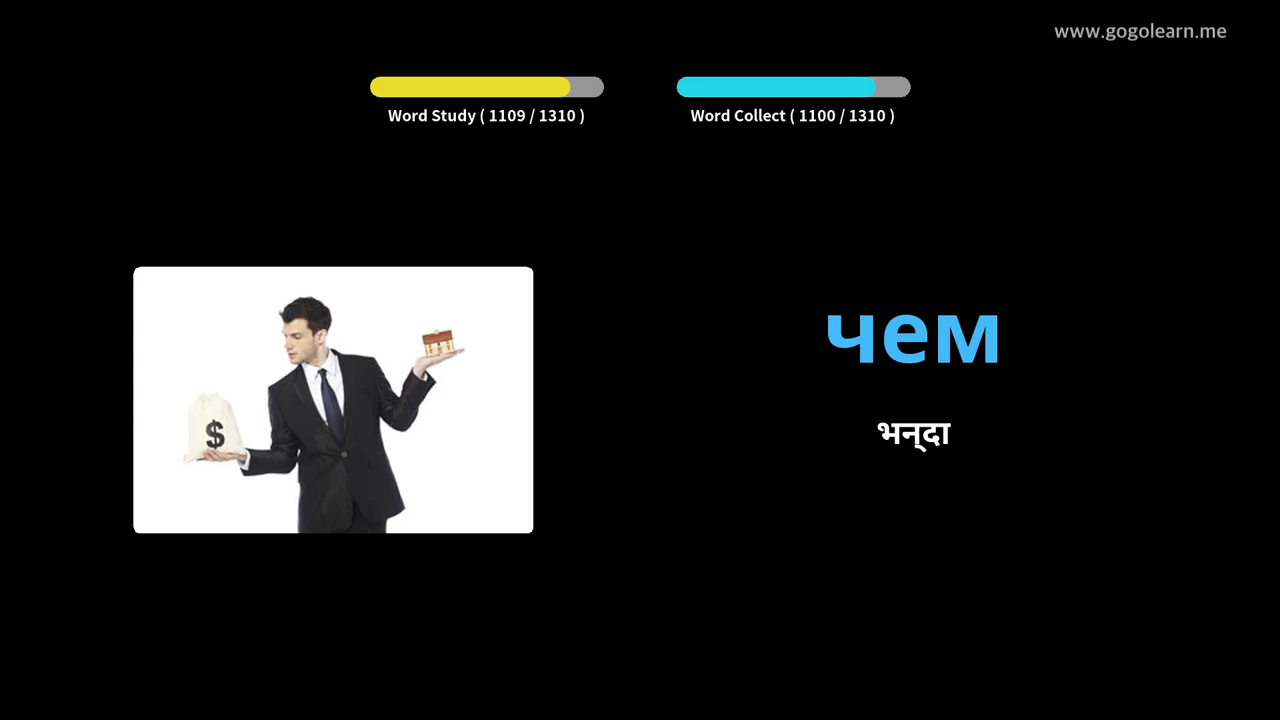 www.gogolearn.me
Word Study ( 1109 / 1310 )
Word Collect ( 1100 / 1310 )
$
чем
भन्दा